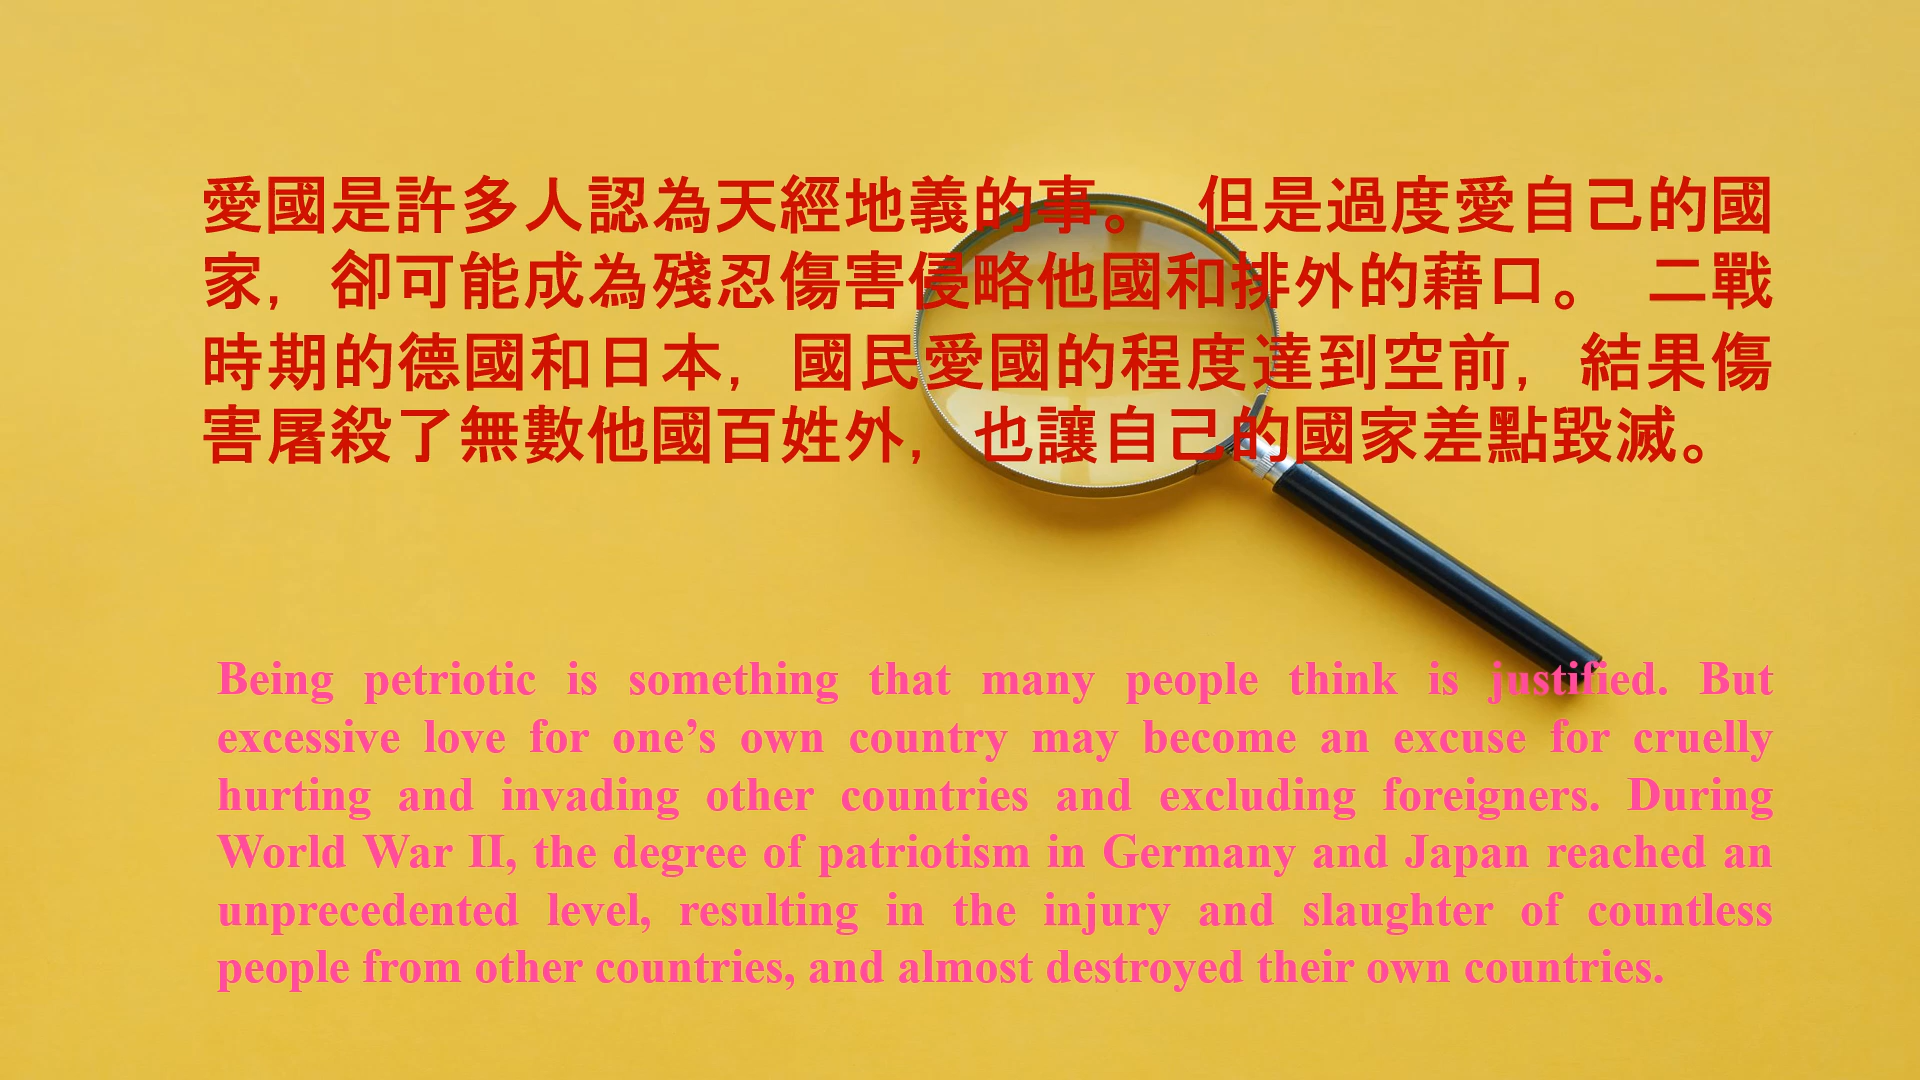 愛國是許多人認為天經地義的事。 但是過度愛自己的國
家，卻可能成為殘忍傷害侵略他國和排外的藉口。 二戰
時期的德國和日本，國民愛國的程度達到空前，結果傷
害屠殺了無數他國百姓外，也讓自己的國家差點毀滅。
Being petriotic is something that many people think is justified. But
excessive love for one’s own country may become an excuse for cruelly
hurting and invading other countries and excluding foreigners. During
World War II, the degree of patriotism in Germany and Japan reached an
unprecedented level, resulting in the injury and slaughter of countless
people from other countries, and almost destroyed their own countries.